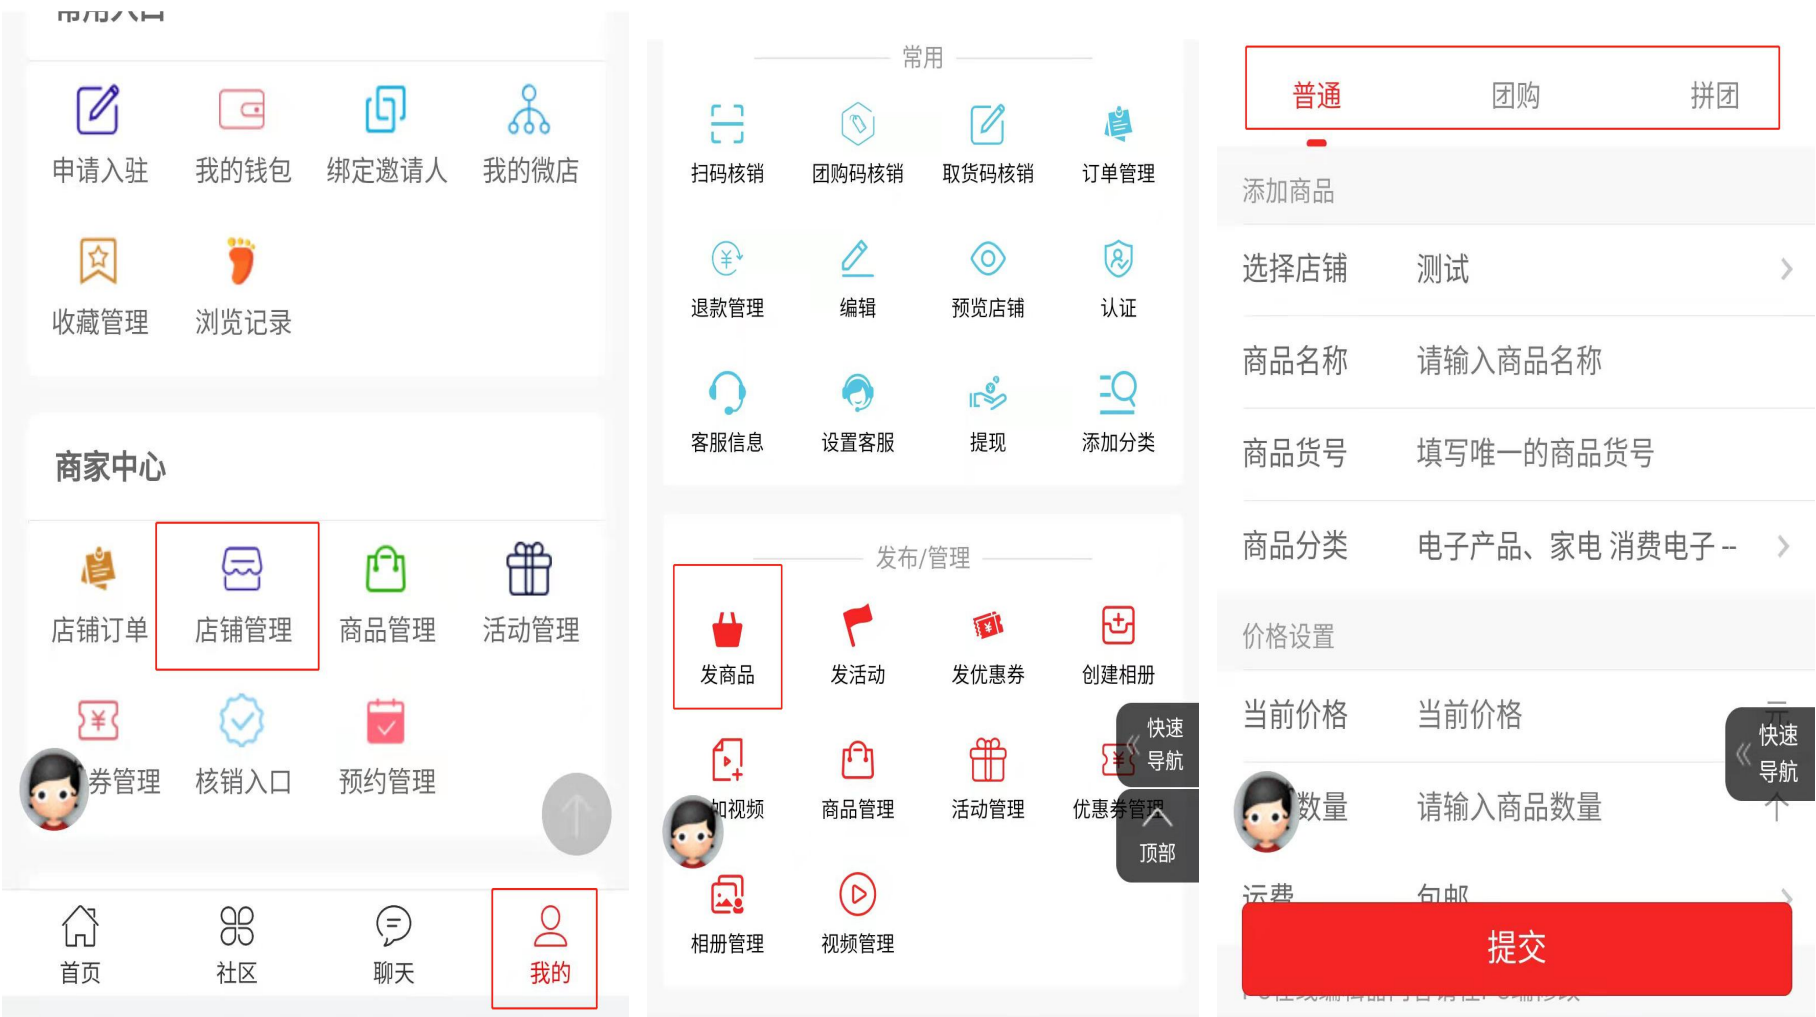 常用入口
申请入驻 我的钱包 绑定邀请人 我的微店
收藏管理 浏览记录
商家中心
店铺订单 店铺管理 商品管理 活动管理
券管理 核销入口 预约管理
首页 社区 聊天 我的
常用
扫码核销 团购码核销 取货码核销 订单管理
退款管理 编辑 预览店铺 认证
客服信息 设置客服 提现 添加分类
发布/管理
发商品 发活动 发优惠券 创建相册
快速
导航
加视频 商品管理 活动管理 优惠券管理
顶部
相册管理 视频管理
普通 团购 拼团
添加商品
选择店铺 测试
商品名称 请输入商品名称
商品货号 填写唯一的商品货号
商品分类 电子产品、家电 消费电子 --
价格设置
当前价格 当前价格 元
快速
导航
数量 请输入商品数量 个
运费 包邮
提交